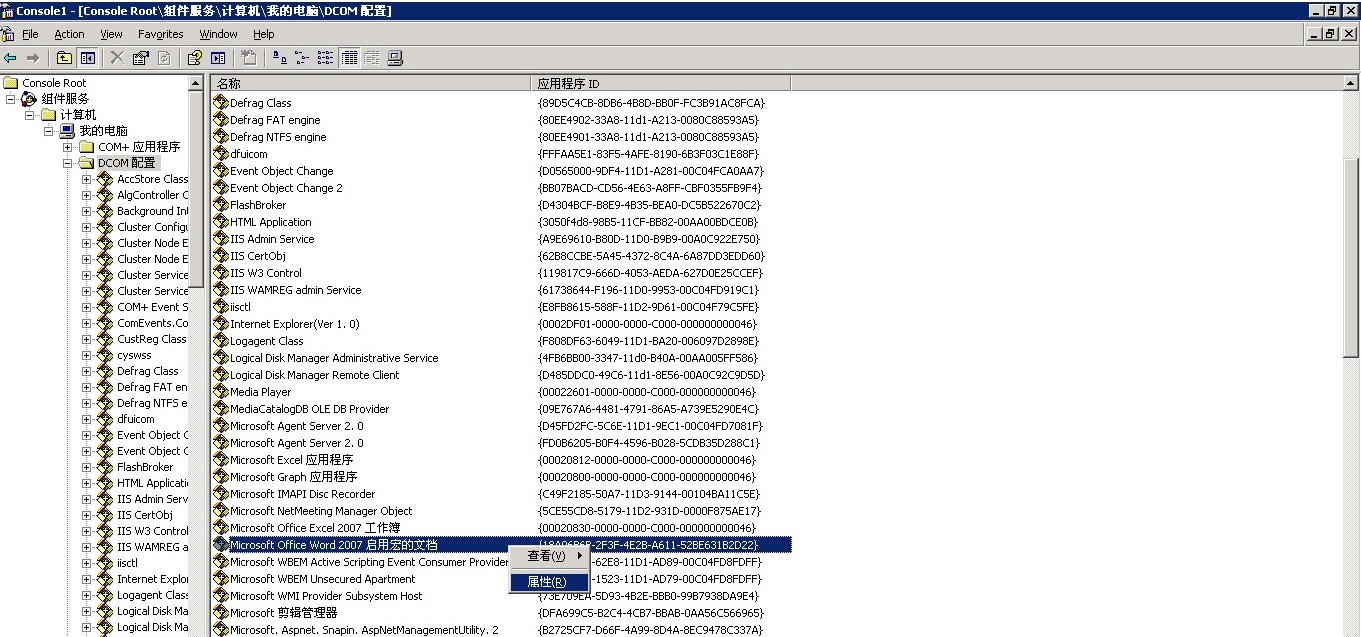 Console1 - [Console Root\组件服务\计算机\我的电脑\DCOM 配置]
File Action View Favorites Window Help
Console Root
组件服务
计算机
我的电脑
COM+ 应用程序
DCOM 配置
AccStore Class
AlgController C
Background Int
Cluster Configu
Cluster Node E
Cluster Node E
Cluster Service
Cluster Service
COM+ Event S
ComEvents.Co
CustReg Class
cyswss
Defrag Class
Defrag FAT en
Defrag NTFS e
dfuicom
Event Object C
Event Object C
FlashBroker
HTML Applicati
IIS Admin Serv
IIS CertObj
IIS W3 Control
IIS WAMREG a
iisctl
Internet Explor
Logagent Class
Logical Disk Ma
Logical Disk Ma
名称 应用程序 ID
Defrag Class {89D5C4CB-8DB6-4B8D-BB0F-FC3B91AC8FCA}
Defrag FAT engine {80EE4902-33A8-11d1-A213-0080C88593A5}
Defrag NTFS engine {80EE4901-33A8-11d1-A213-0080C88593A5}
dfuicom {FFFAA5E1-83F5-4AFE-8190-6B3F03C1E88F}
Event Object Change {D0565000-9DF4-11D1-A281-00C04FCA0AA7}
Event Object Change 2 {BB07BACD-CD56-4E63-A8FF-CBF0355FB9F4}
FlashBroker {D4304BCF-B8E9-4B35-BEA0-DC5B522670C2}
HTML Application {3050f4d8-98B5-11CF-BB82-00AA00BDCE0B}
IIS Admin Service {A9E69610-B80D-11D0-B9B9-00A0C922E750}
IIS CertObj {62B8CCBE-5A45-4372-8C4A-6A87DD3EDD60}
IIS W3 Control {119817C9-666D-4053-AEDA-627D0E25CCEF}
IIS WAMREG admin Service {61738644-F196-11D0-9953-00C04FD919C1}
iisctl {E8FB8615-588F-11D2-9D61-00C04F79C5FE}
Internet Explorer(Ver 1. 0) {0002DF01-0000-0000-C000-000000000046}
Logagent Class {F808DF63-6049-11D1-BA20-006097D2898E}
Logical Disk Manager Administrative Service {4FB6BB00-3347-11d0-B40A-00AA005FF586}
Logical Disk Manager Remote Client {D485DDC0-49C6-11d1-8E56-00A0C92C9D5D}
Media Player {00022601-0000-0000-C000-000000000046}
MediaCatalogDB OLE DB Provider {09E767A6-4481-4791-86A5-A739E5290E4C}
Microsoft Agent Server 2. 0 {D45FD2FC-5C6E-11D1-9EC1-00C04FD7081F}
Microsoft Agent Server 2. 0 {FD0B6205-B0F4-4596-B028-5CDB35D288C1}
Microsoft Excel 应用程序 {00020812-0000-0000-C000-000000000046}
Microsoft Graph 应用程序 {00020800-0000-0000-C000-000000000046}
Microsoft IMAPI Disc Recorder {C49F2185-50A7-11D3-9144-00104BA11C5E}
Microsoft NetMeeting Manager Object {5CE55CD8-5179-11D2-931D-0000F875AE17}
Microsoft Office Excel 2007 工作簿 {00020830-0000-0000-C000-000000000046}
Microsoft Office Word 2007 启用宏的文档 {18A06B6B-2F3F-4E2B-A611-52BE631B2D22}
查看(V)
Microsoft WBEM Active Scripting Event Consumer Provider -62E8-11D1-AD89-00C04FD8FDFF}
Microsoft WBEM Unsecured Apartment -1523-11D1-AD79-00C04FD8FDFF}
属性(R)
Microsoft WMI Provider Subsystem Host {73E709EA-5D93-4B2E-BBB0-99B7938DA9E4}
Microsoft 剪辑管理器 {DFA699C5-B2C4-4CB7-BBAB-0AA56C566965}
Microsoft. Aspnet. Snapin. AspNetManagementUtility. 2 {B2725CF7-D66F-4A99-8D4A-8EC9478C337A}